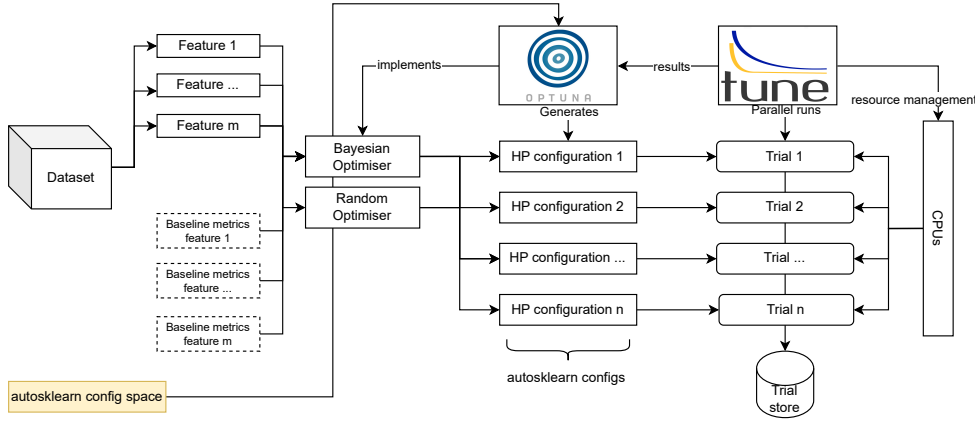 Dataset
Feature 1
Feature ...
Feature m
Baseline metrics
feature 1
Baseline metrics
feature ...
Baseline metrics
feature m
autosklearn config space
implements
Bayesian
Optimiser
Random
Optimiser
OPTUNA
Generates
HP configuration 1
HP configuration 2
HP configuration ...
HP configuration n
autosklearn configs
results
tune
Parallel runs
Trial 1
Trial 2
Trial ...
Trial n
Trial
store
resource management
CPUs